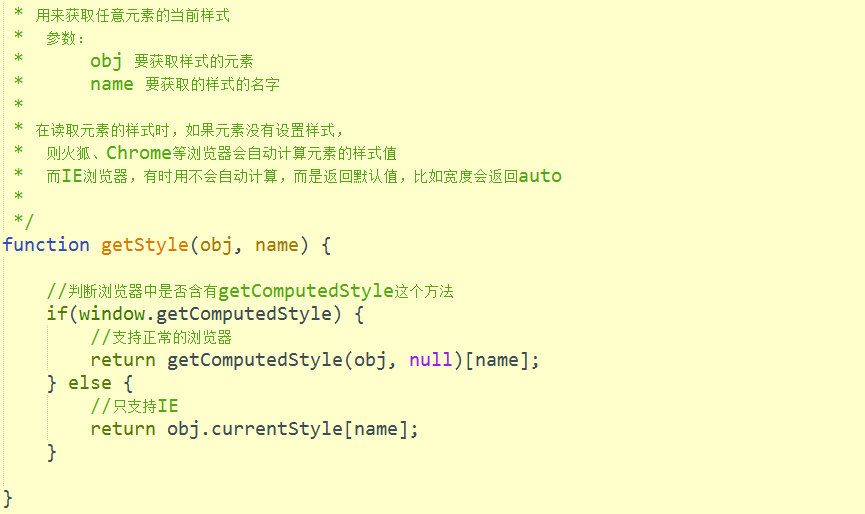 * 用来获取任意元素的当前样式
* 参数：
* obj 要获取样式的元素
* name 要获取的样式的名字
*
* 在读取元素的样式时，如果元素没有设置样式，
* 则火狐、Chrome等浏览器会自动计算元素的样式值
* 而IE浏览器，有时用不会自动计算，而是返回默认值，比如宽度会返回auto
*
*/
function getStyle(obj, name) {
//判断浏览器中是否含有getComputedStyle这个方法
if(window.getComputedStyle) {
//支持正常的浏览器
return getComputedStyle(obj, null)[name];
} else {
//只支持IE
return obj.currentStyle[name];
}
}